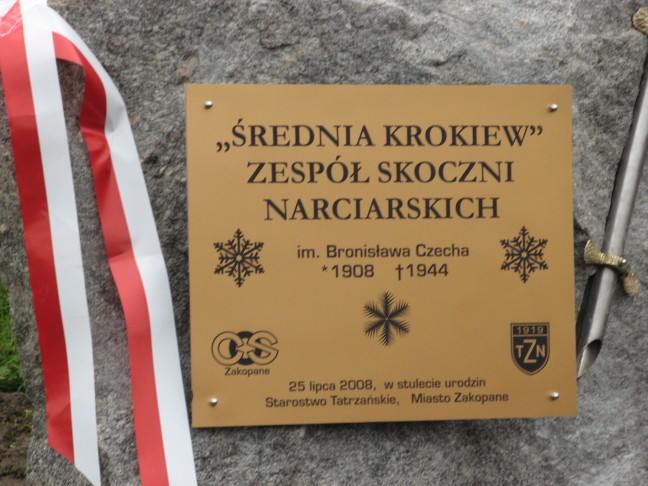 „ŚREDNIA KROKIEW”
ZESPÓŁ SKOCZNI
NARCIARSKICH
im. Bronisława Czecha
*1908 †1944
COS
Zakopane
1919
TZN
25 lipca 2008, w stulecie urodzin
Starostwo Tatrzańskie, Miasto Zakopane